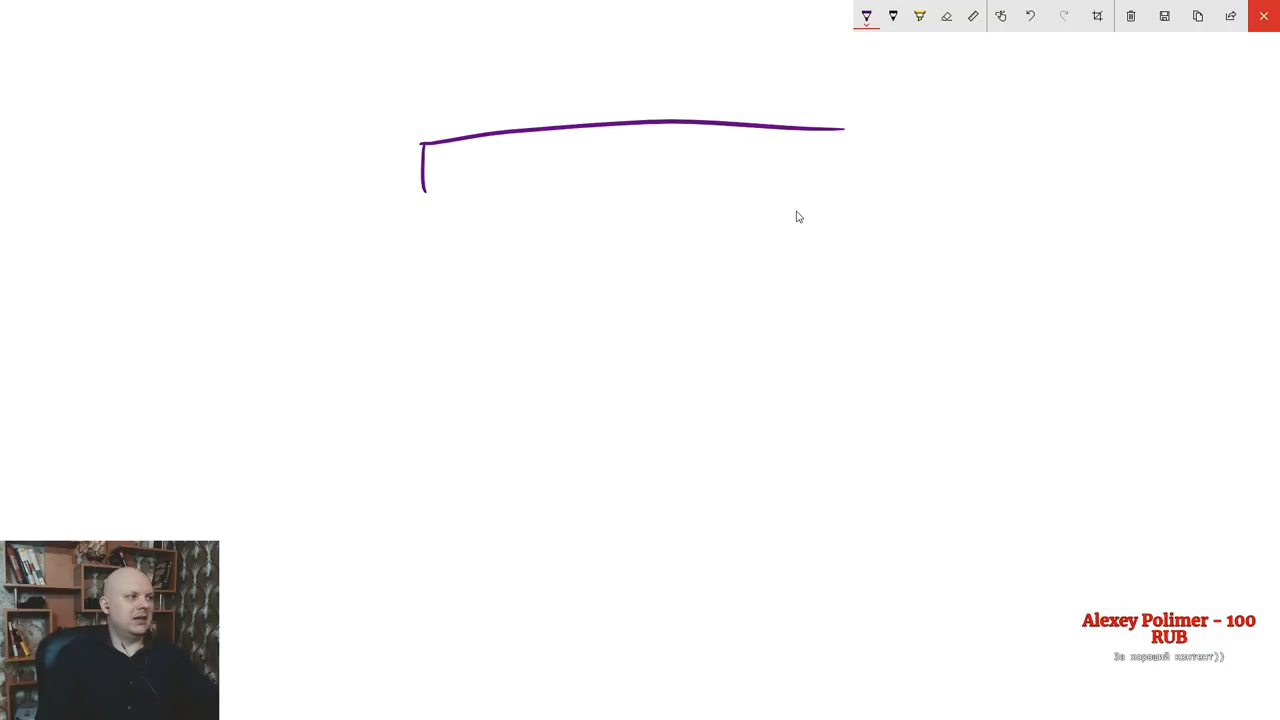 Alexey Polimer - 100
RUB
За хороший контент))